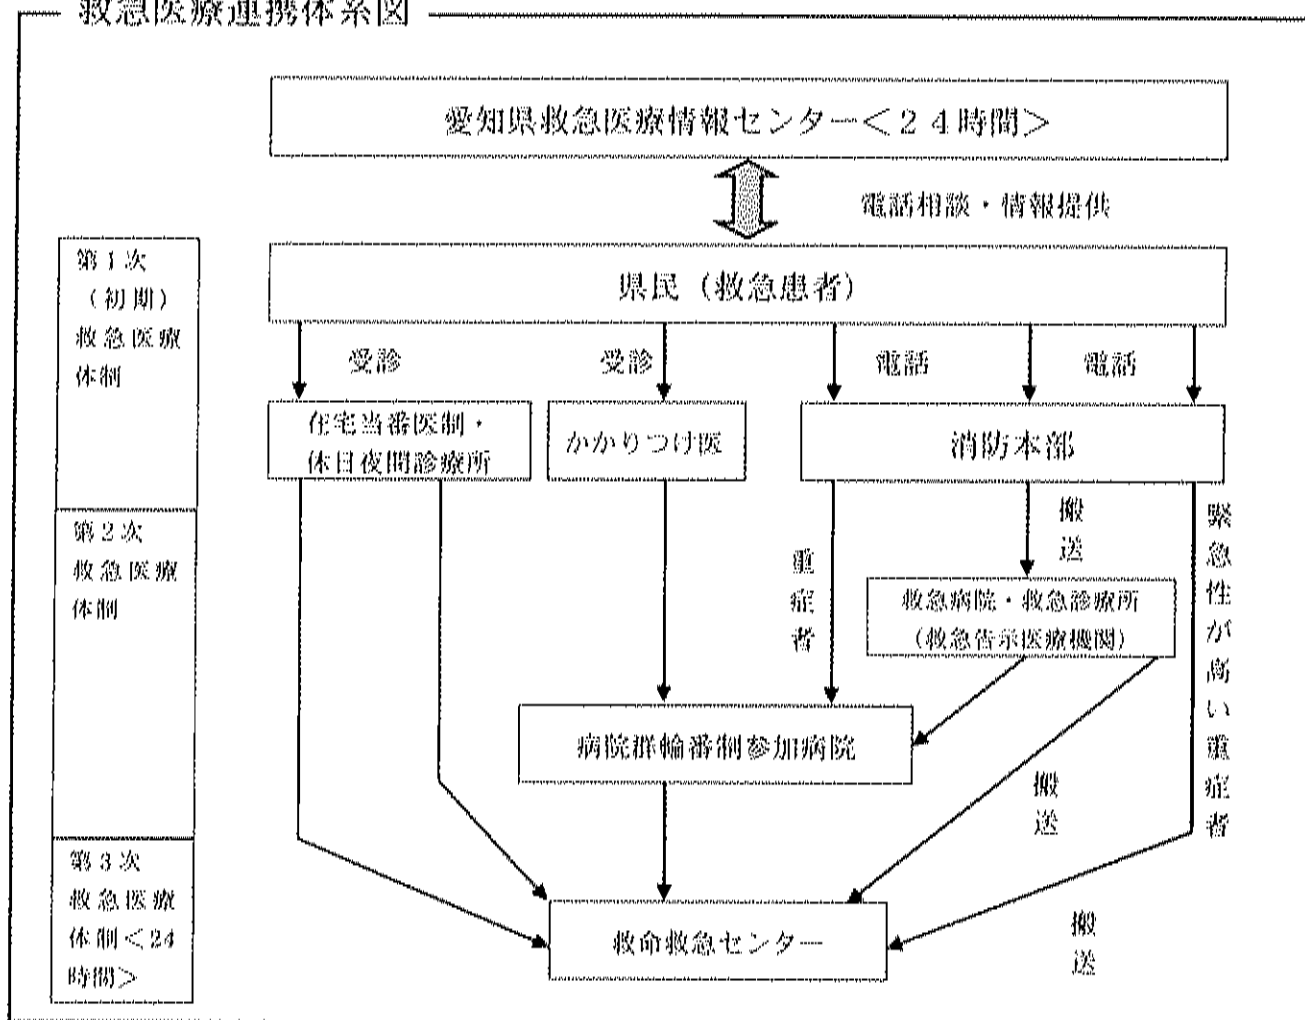 救急医療連携体系図
愛知県救急医療情報センター＜２４時間＞
電話相談・情報提供
第１次
（初期）
救急医療
体制
県民（救急患者）
受診
受診
電話
電話
在宅当番医制・
休日夜間診療所
かかりつけ医
消防本部
第２次
救急医療
体制
搬送
緊急性が高い重症者
重症者
救急病院・救急診療所
（救急告示医療機関）
病院群輪番制参加病院
搬送
第３次
救急医療
体制＜24
時間＞
救命救急センター
搬送